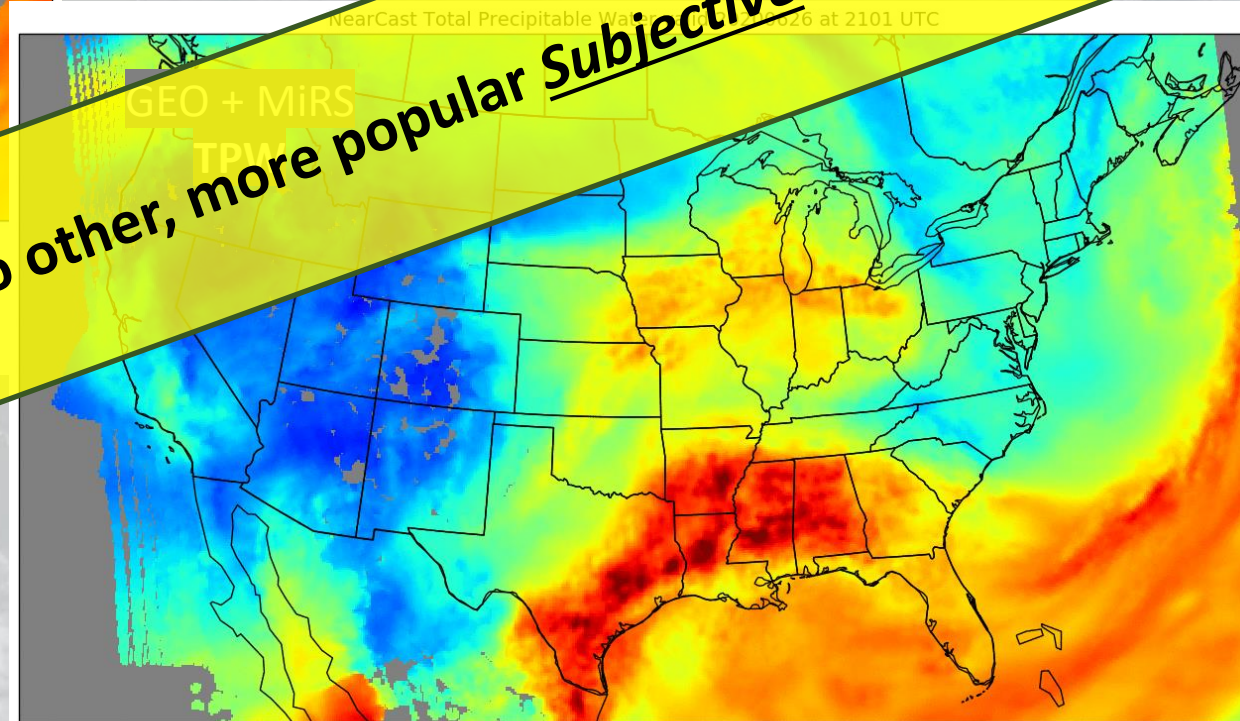 NearCast Total Precipitable Water at 2101 UTC
GEO + MiRS
TPW
other, more popular Subjective